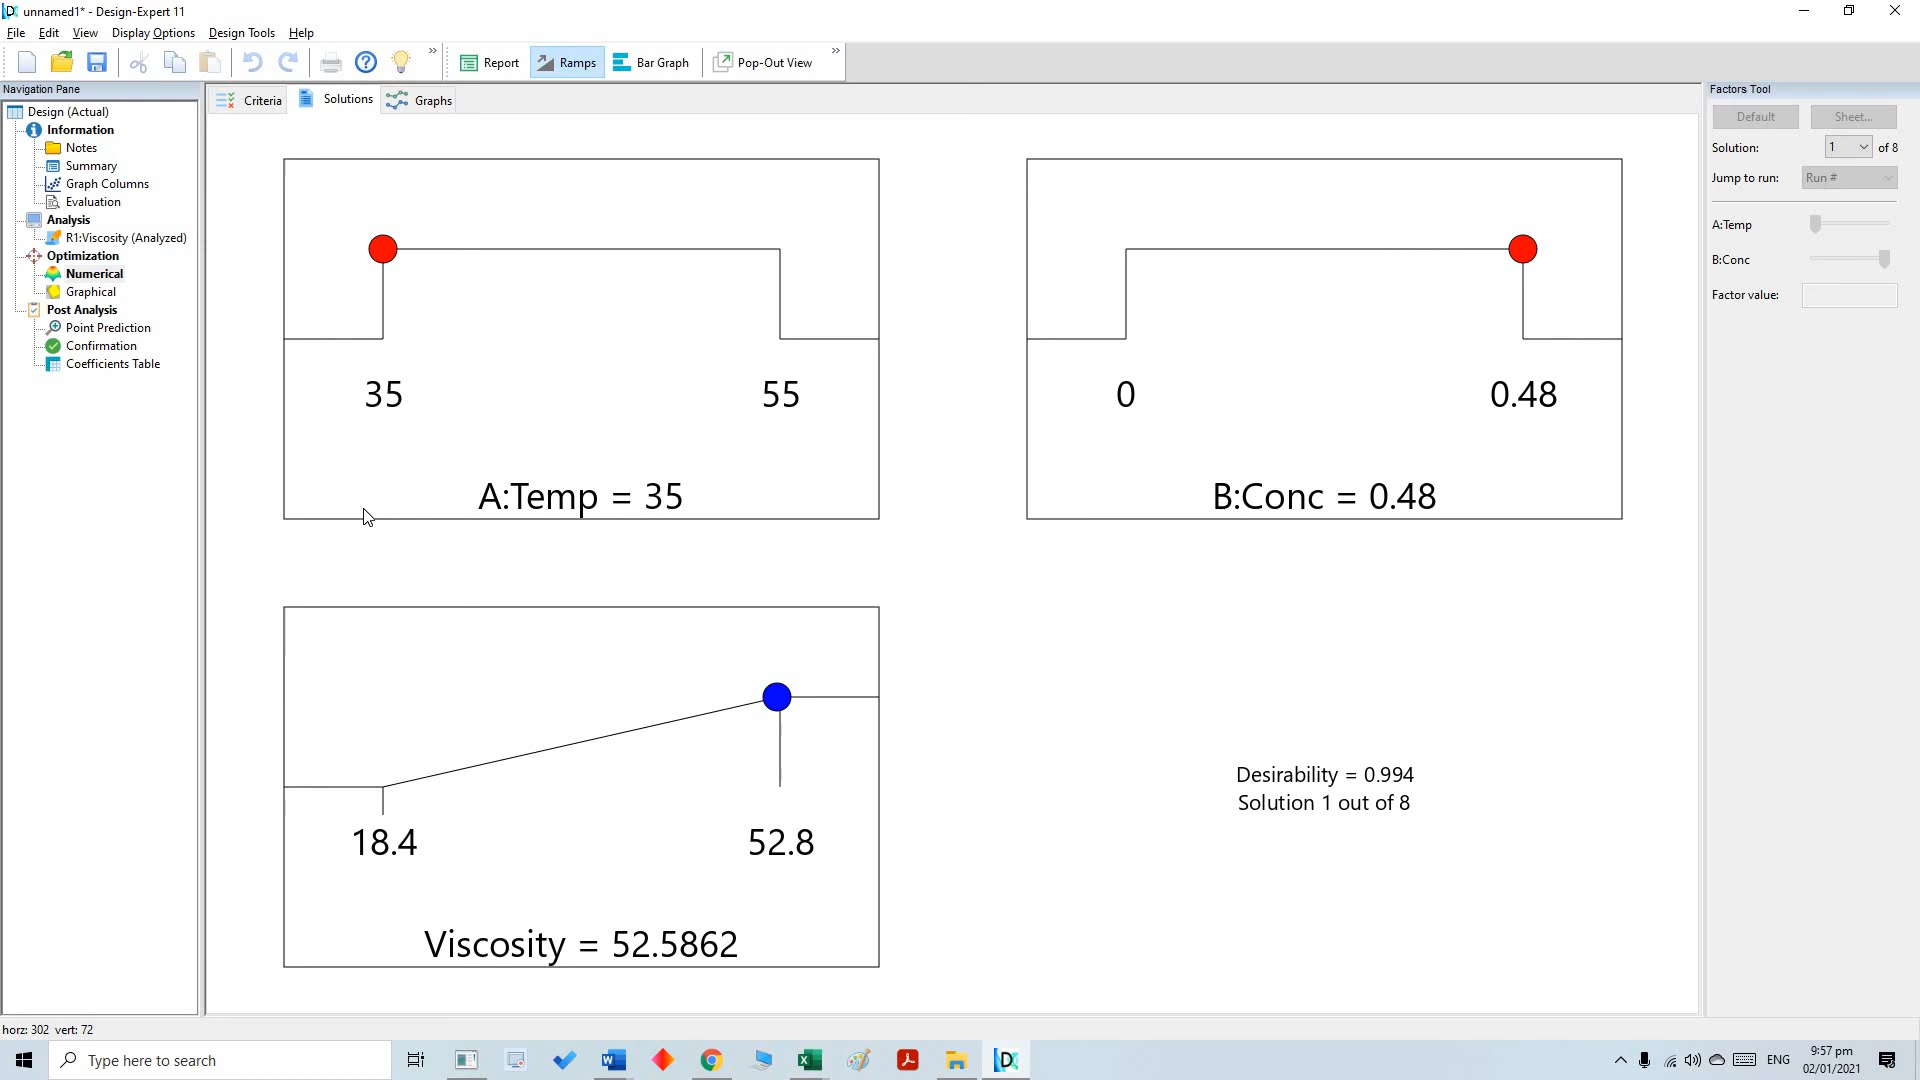 unnamed1* - Design-Expert 11
File Edit View Display Options Design Tools Help
» Report Ramps Bar Graph Pop-Out View »
Navigation Pane
Design (Actual)
Information
Notes
Summary
Graph Columns
Evaluation
Analysis
R1:Viscosity (Analyzed)
Optimization
Numerical
Graphical
Post Analysis
Point Prediction
Confirmation
Coefficients Table
Criteria Solutions Graphs
35 55
A:Temp = 35
0 0.48
B:Conc = 0.48
18.4 52.8
Viscosity = 52.5862
Desirability = 0.994
Solution 1 out of 8
Factors Tool
Default Sheet...
Solution: 1 of 8
Jump to run: Run #
A:Temp
B:Conc
Factor value:
horz: 302 vert: 72
Type here to search
ENG
9:57 pm
02/01/2021